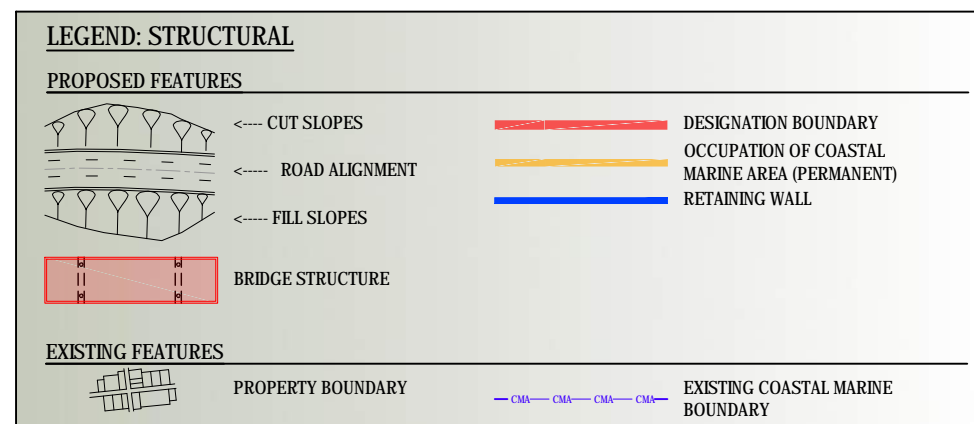 LEGEND: STRUCTURAL
PROPOSED FEATURES
<---- CUT SLOPES
<----- ROAD ALIGNMENT
<----- FILL SLOPES
BRIDGE STRUCTURE
DESIGNATION BOUNDARY
OCCUPATION OF COASTAL
MARINE AREA (PERMANENT)
RETAINING WALL
EXISTING FEATURES
PROPERTY BOUNDARY
CMA CMA CMA CMA
EXISTING COASTAL MARINE
BOUNDARY